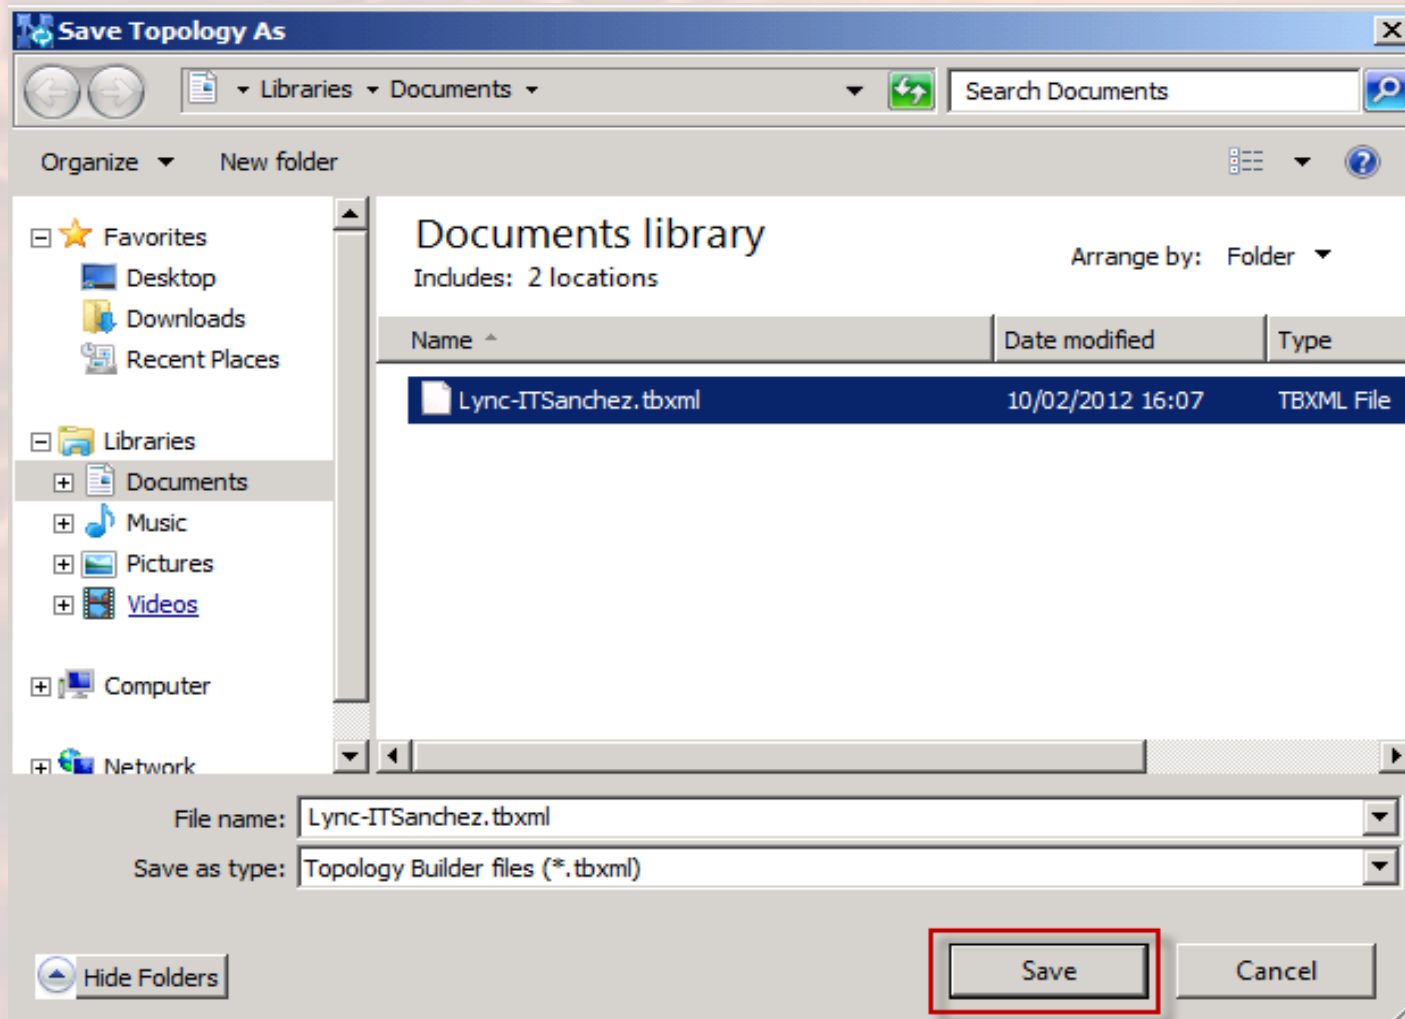 Save Topology As
Libraries Documents
Search Documents
Organize New folder
Favorites
Desktop
Downloads
Recent Places
Libraries
Documents
Music
Pictures
Videos
Computer
Network
Documents library
Includes: 2 locations
Arrange by: Folder
Name Date modified Type
Lync-ITSanchez.tbxml 10/02/2012 16:07 TBXML File
File name: Lync-ITSanchez.tbxml
Save as type: Topology Builder files (*.tbxml)
Hide Folders
Save Cancel